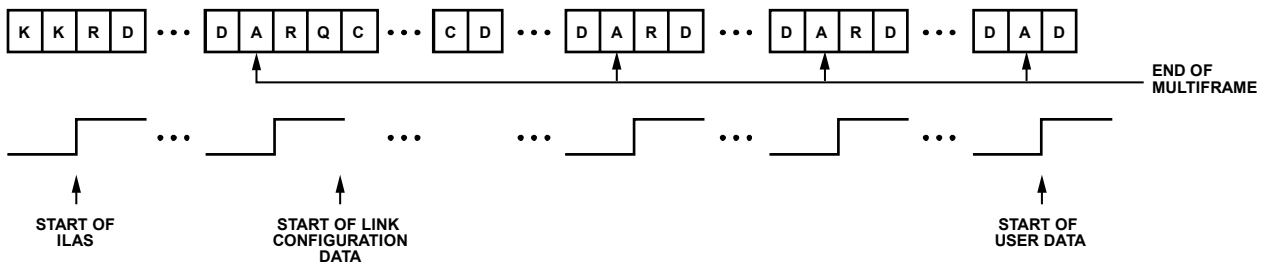 K K R D ••• D A R Q C ••• C D ••• D A R D ••• D A R D ••• D A D
END OF
MULTIFRAME
••• ••• ••• ••• •••
START OF
ILAS
START OF LINK
CONFIGURATION
DATA
START OF
USER DATA